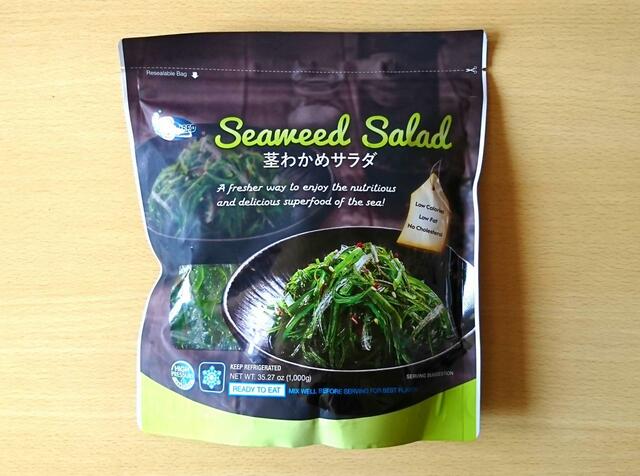 Resealable Bag
Seaweed Salad
茎わかめサラダ
A fresher way to enjoy the nutritious
and delicious superfood of the sea!
Low Calories
Low Fat
No Cholesterol
HIGH
PRESSURE
KEEP REFRIGERATED
NET WT. 35.27 oz (1,000g)
READY TO EAT
MIX WELL BEFORE SERVING FOR BEST FLAVOR
SERVING SUGGESTION